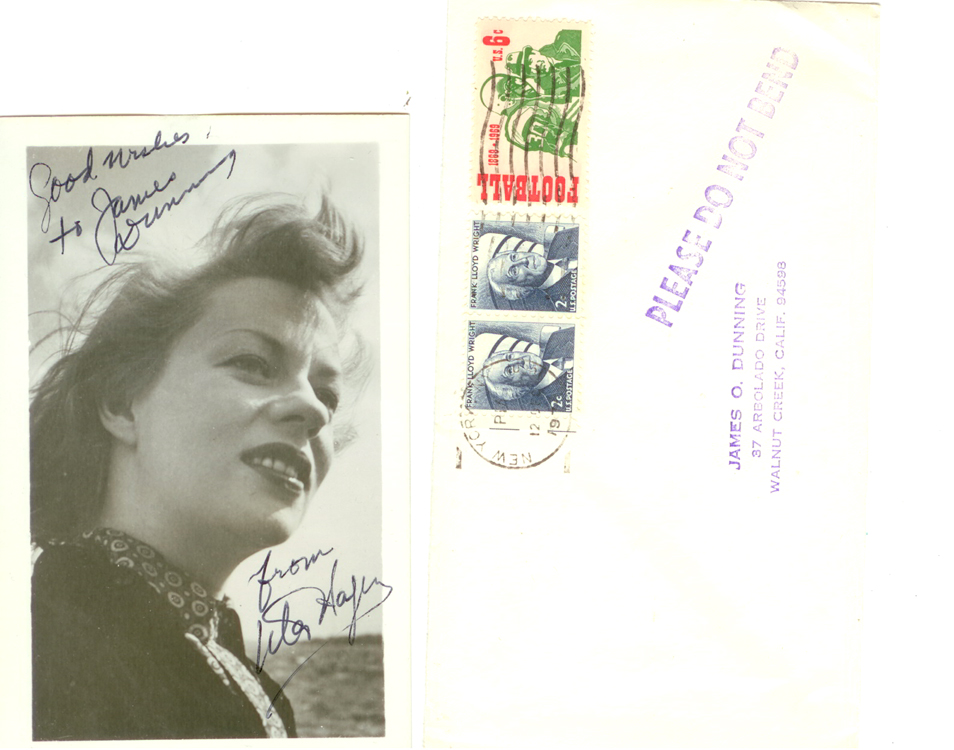 Good wishes
to James
Dunning
from
Uta Hagen
U.S. 6c
1869-1969
FOOTBALL
FRANK LLOYD WRIGHT
2c
U.S. POSTAGE
FRANK LLOYD WRIGHT
2c
U.S. POSTAGE
NEW YORK
12
PLEASE DO NOT BEND
JAMES O. DUNNING
37 ARBOLADO DRIVE
WALNUT CREEK, CALIF. 94598